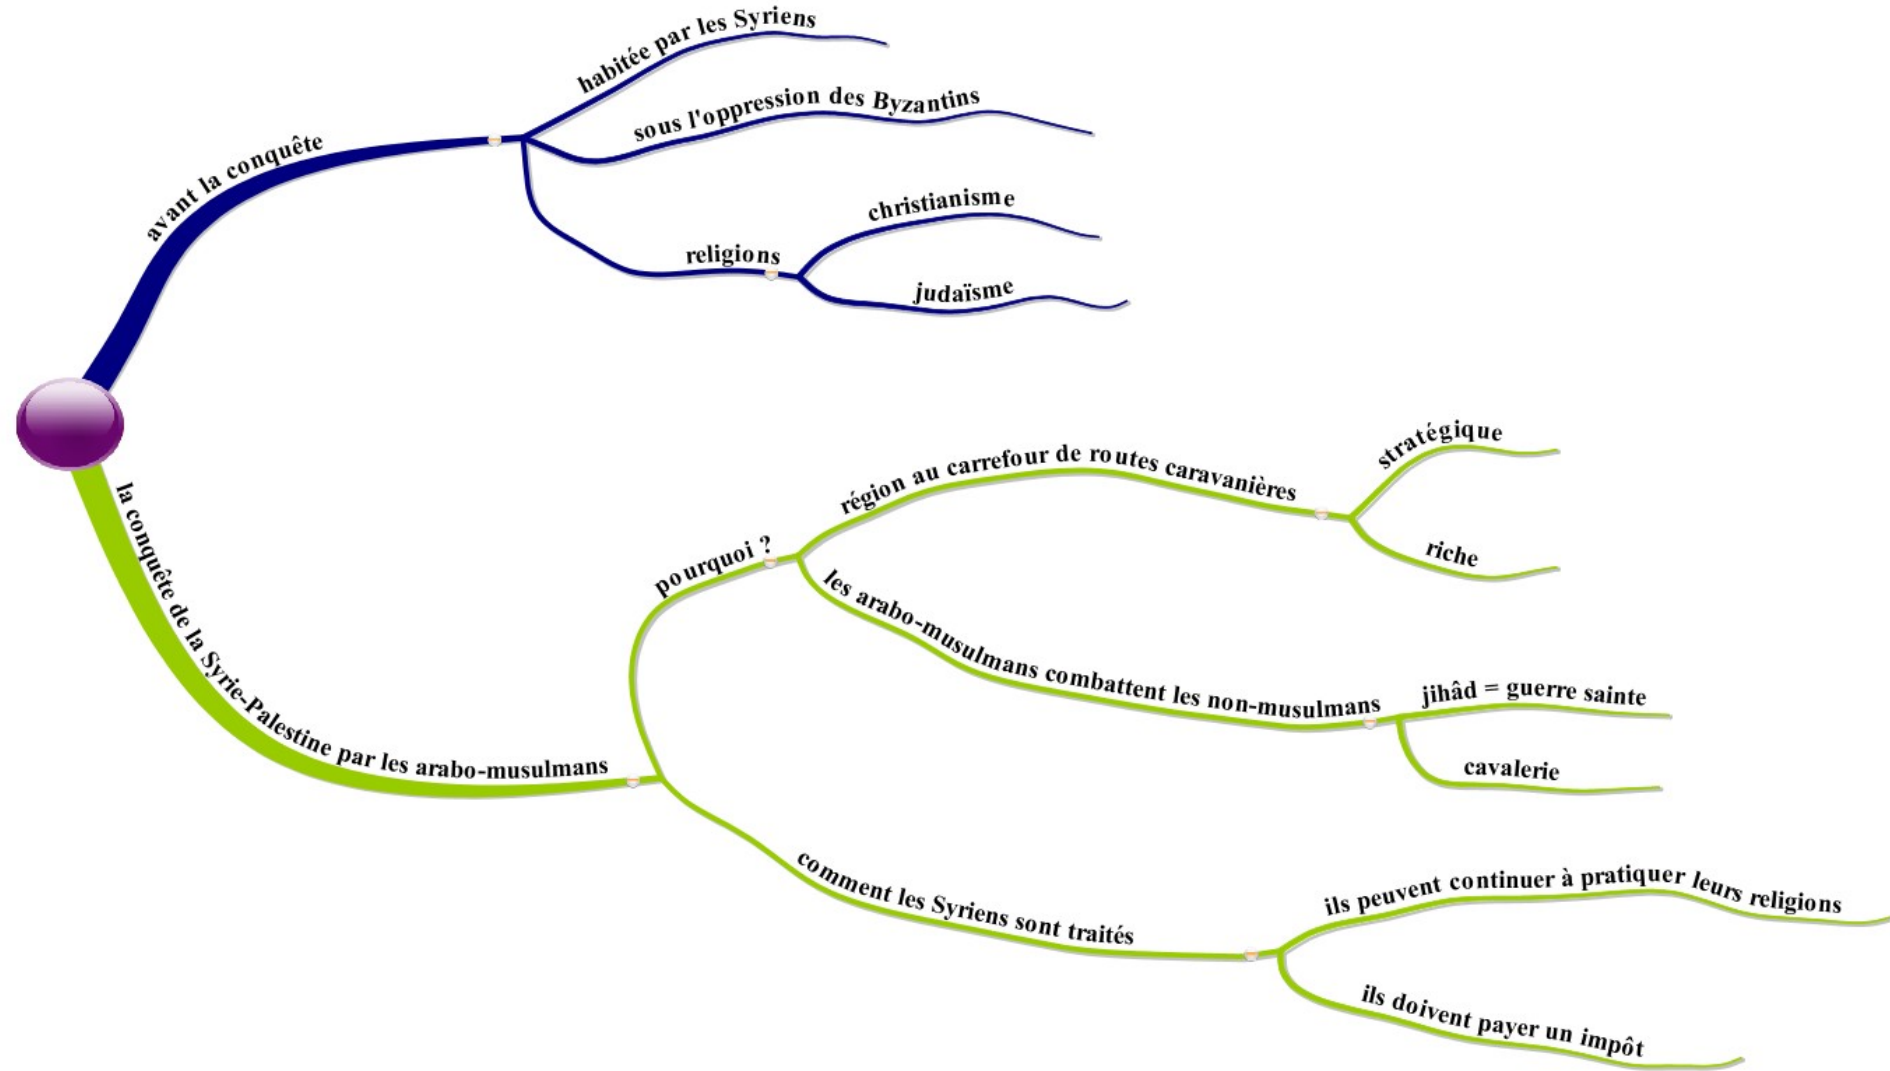 avant la conquête
habitée par les Syriens
sous l'oppression des Byzantins
religions
christianisme
judaïsme
la conquête de la Syrie-Palestine par les arabo-musulmans
pourquoi ?
région au carrefour de routes caravanières
stratégique
riche
les arabo-musulmans combattent les non-musulmans
jihâd = guerre sainte
cavalerie
comment les Syriens sont traités
ils peuvent continuer à pratiquer leurs religions
ils doivent payer un impôt